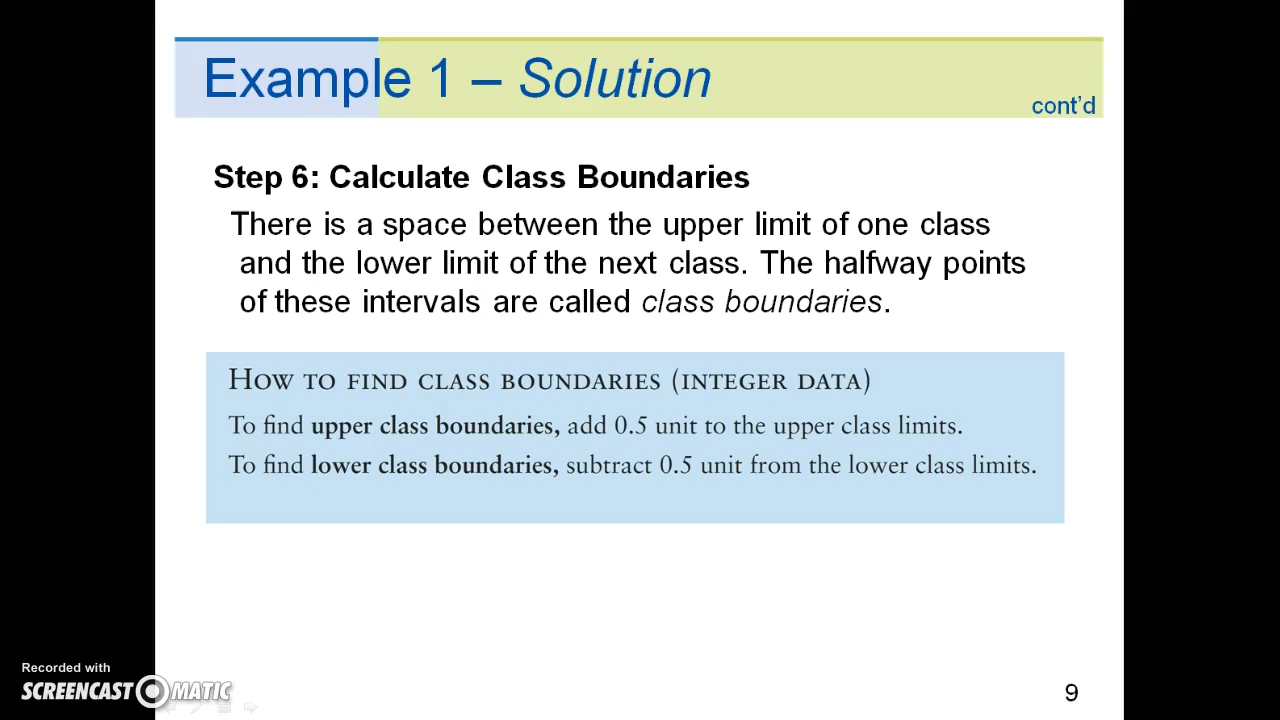 Example 1 – Solution
cont'd
Step 6: Calculate Class Boundaries
There is a space between the upper limit of one class
and the lower limit of the next class. The halfway points
of these intervals are called class boundaries.
How to find class boundaries (integer data)
To find upper class boundaries, add 0.5 unit to the upper class limits.
To find lower class boundaries, subtract 0.5 unit from the lower class limits.
Recorded with
SCREENCAST MATIC
9